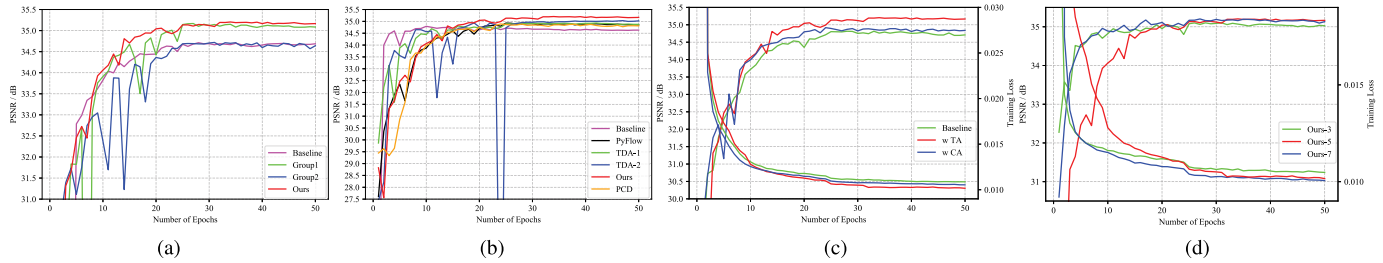 35.5
35.0
34.5
34.0
33.5
33.0
32.5
32.0
31.5
31.0
PSNR / dB
0 10 20 30 40 50
Number of Epochs
Baseline
Group1
Group2
Ours
(a)
35.5
35.0
34.5
34.0
33.5
33.0
32.5
32.0
31.5
31.0
30.5
30.0
29.5
29.0
28.5
28.0
27.5
PSNR / dB
0 10 20 30 40 50
Number of Epochs
Baseline
PyFlow
TDA-1
TDA-2
Ours
PCD
(b)
35.5
35.0
34.5
34.0
33.5
33.0
32.5
32.0
31.5
31.0
30.5
PSNR / dB
0 10 20 30 40 50
Number of Epochs
Baseline
w TA
w CA
0.030
0.025
0.020
0.015
0.010
Training Loss
(c)
35
34
33
32
31
PSNR / dB
0 10 20 30 40 50
Number of Epochs
Ours-3
Ours-5
Ours-7
0.015
0.010
Training Loss
(d)